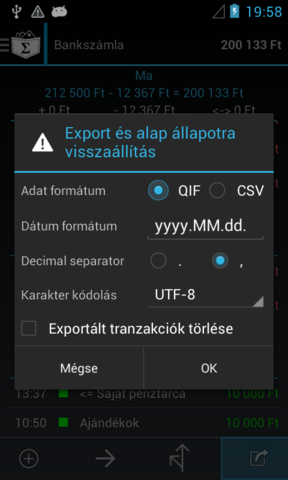 19:58
Bankszámla 200 133 Ft
Ma
212 500 Ft - 12 367 Ft = 200 133 Ft
+ 0 Ft - 12 367 Ft <-> 0 Ft
Export és alap állapotra
visszaállítás
Adat formátum QIF CSV
Dátum formátum yyyy.MM.dd.
Decimal separator . ,
Karakter kódolás UTF-8
Exportált tranzakciók törlése
Mégse OK
13:37 <= Saját pénztárca 10 000 Ft
10:50 Ajándékok 10 000 Ft